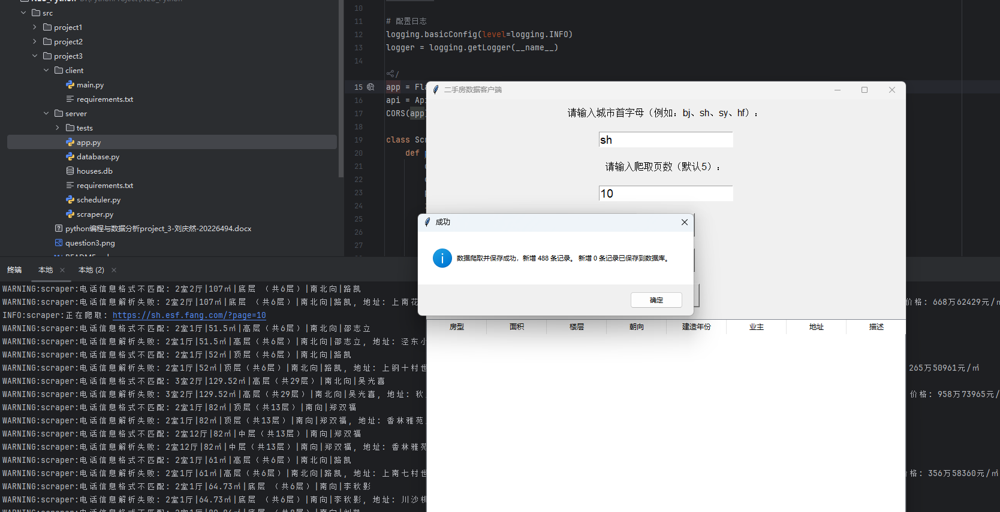 src
project1
project2
project3
client
main.py
requirements.txt
server
tests
app.py
database.py
houses.db
requirements.txt
scheduler.py
scraper.py
python编程与数据分析project_3-刘庆然-20226494.docx
question3.png
10
11 # 配置日志
12 logging.basicConfig(level=logging.INFO)
13 logger = logging.getLogger(__name__)
14
15 app = Fl
16 api = Ap
17 CORS(app
18
19 class Scr
20 def
21
22
23
24
25
26
27
二手房数据客户端
请输入城市首字母（例如：bj、sh、sy、hf）：
sh
请输入爬取页数（默认5）：
10
成功
数据爬取并保存成功，新增 488 条记录。 新增 0 条记录已保存到数据库。
确定
房型 面积 楼层 朝向 建造年份 业主 地址 描述
终端 本地 × 本地 (2) ×
WARNING:scraper:电话信息格式不匹配: 2室2厅|107㎡|底层 （共6层）|南北向|路凯
WARNING:scraper:电话信息解析失败: 2室2厅|107㎡|底层 （共6层）|南北向|路凯, 地址: 上南花 价格: 668万62429元/㎡
INFO:scraper:正在爬取: https://sh.esf.fang.com/?page=10
WARNING:scraper:电话信息格式不匹配: 2室1厅|51.5㎡|高层（共6层）|南北向|邵志立
WARNING:scraper:电话信息解析失败: 2室1厅|51.5㎡|高层（共6层）|南北向|邵志立, 地址: 泾东小
WARNING:scraper:电话信息格式不匹配: 2室1厅|52㎡|顶层（共6层）|南北向|路凯
WARNING:scraper:电话信息解析失败: 2室1厅|52㎡|顶层（共6层）|南北向|路凯, 地址: 上钢十村世 265万50961元/㎡
WARNING:scraper:电话信息格式不匹配: 3室2厅|129.52㎡|高层（共29层）|南北向|吴光喜
WARNING:scraper:电话信息解析失败: 3室2厅|129.52㎡|高层（共29层）|南北向|吴光喜, 地址: 秋 价格: 958万73965元/
WARNING:scraper:电话信息格式不匹配: 2室1厅|82㎡|顶层（共13层）|南向|郑双福
WARNING:scraper:电话信息解析失败: 2室1厅|82㎡|顶层（共13层）|南向|郑双福, 地址: 香林雅苑
WARNING:scraper:电话信息格式不匹配: 2室12厅|82㎡|中层（共13层）|南向|郑双福
WARNING:scraper:电话信息解析失败: 2室12厅|82㎡|中层（共13层）|南向|郑双福, 地址: 香林雅苑
WARNING:scraper:电话信息格式不匹配: 2室1厅|61㎡|高层（共6层）|南北向|路凯
WARNING:scraper:电话信息解析失败: 2室1厅|61㎡|高层（共6层）|南北向|路凯, 地址: 上南七村世 格: 356万58360元/㎡
WARNING:scraper:电话信息格式不匹配: 2室1厅|64.73㎡|底层 （共6层）|南向|李秋影
WARNING:scraper:电话信息解析失败: 2室1厅|64.73㎡|底层 （共6层）|南向|李秋影, 地址: 川沙桃